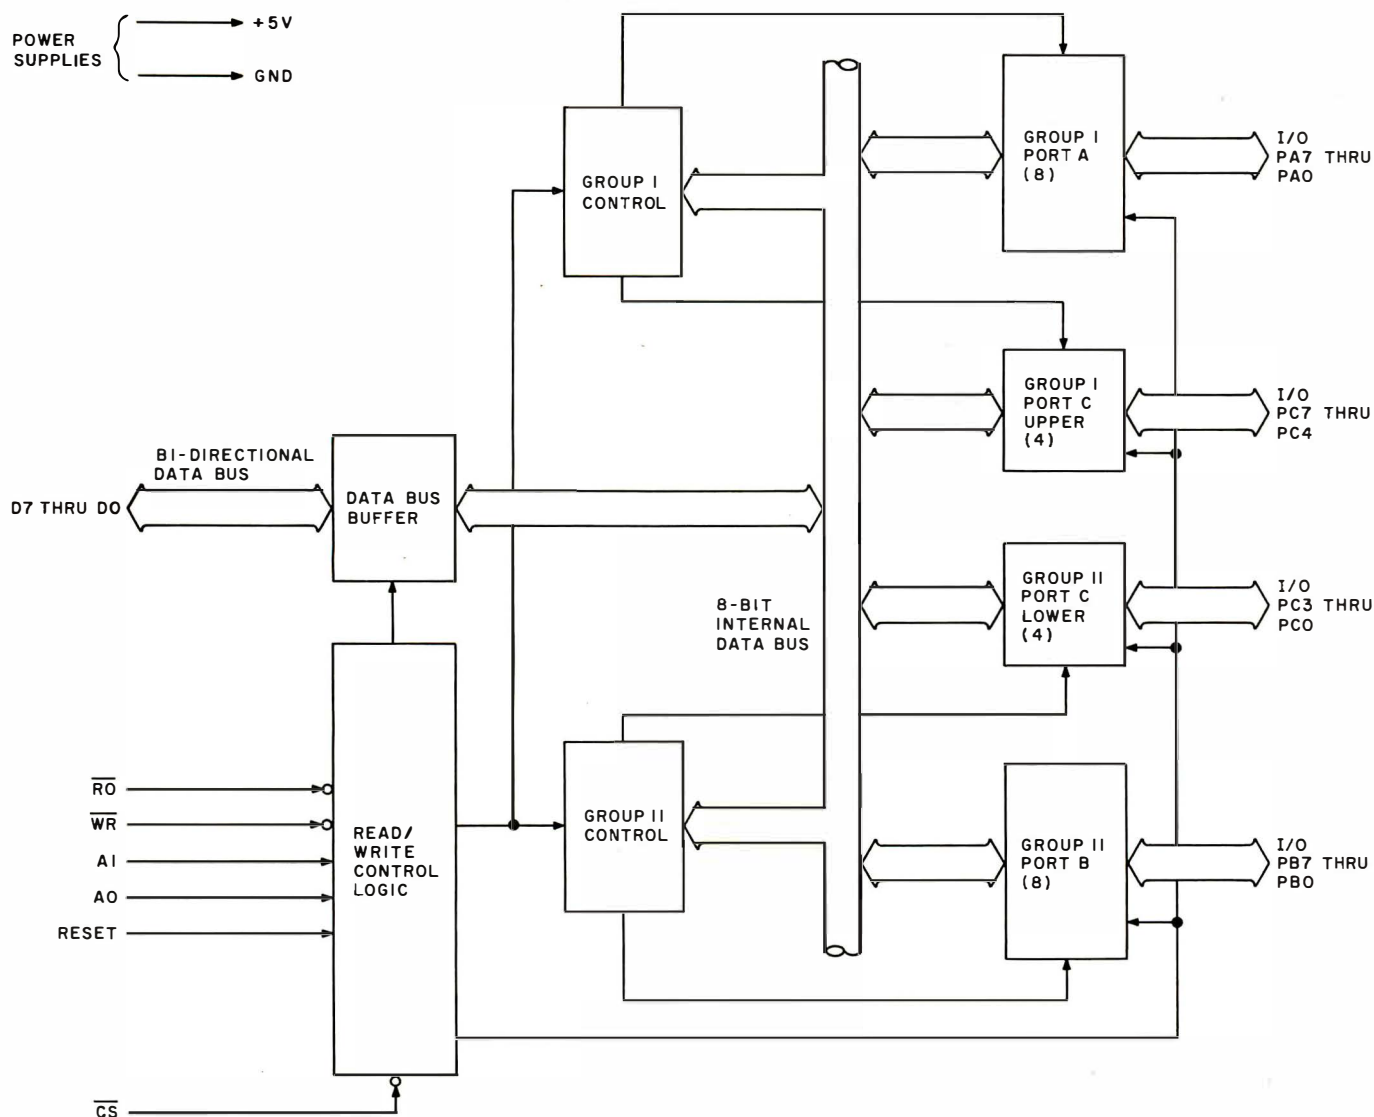 POWER
SUPPLIES
+5V
GND
GROUP I
CONTROL
GROUP I
PORT A
(8)
I/O
PA7 THRU
PA0
GROUP I
PORT C
UPPER
(4)
I/O
PC7 THRU
PC4
BI-DIRECTIONAL
DATA BUS
D7 THRU D0
DATA BUS
BUFFER
8-BIT
INTERNAL
DATA BUS
GROUP II
PORT C
LOWER
(4)
I/O
PC3 THRU
PC0
RO
WR
A1
A0
RESET
READ/
WRITE
CONTROL
LOGIC
GROUP II
CONTROL
GROUP II
PORT B
(8)
I/O
PB7 THRU
PB0
CS